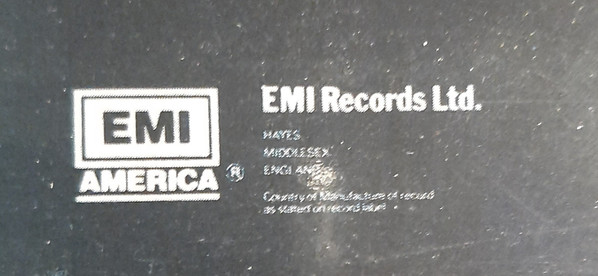 EMI
AMERICA ®
EMI Records Ltd.
HAYES
MIDDLESEX
ENGLAND
Country of Manufacture of record
as stated on record label